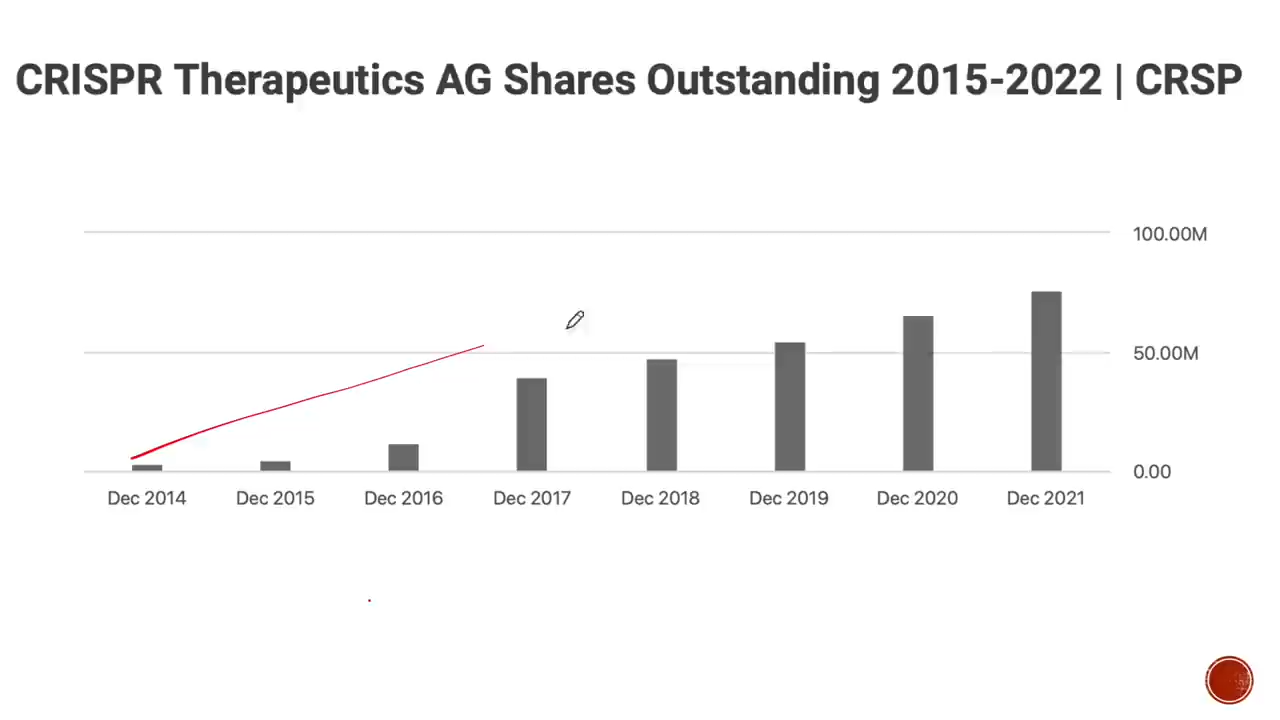 CRISPR Therapeutics AG Shares Outstanding 2015-2022 | CRSP
100.00M
50.00M
0.00
Dec 2014 Dec 2015 Dec 2016 Dec 2017 Dec 2018 Dec 2019 Dec 2020 Dec 2021